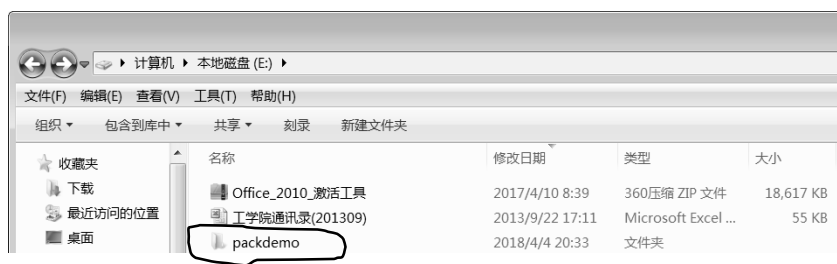 计算机 本地磁盘 (E:)
文件(F) 编辑(E) 查看(V) 工具(T) 帮助(H)
组织 包含到库中 共享 刻录 新建文件夹
收藏夹 名称 修改日期 类型 大小
下载 Office_2010_激活工具 2017/4/10 8:39 360压缩 ZIP 文件 18,617 KB
最近访问的位置 工学院通讯录(201309) 2013/9/22 17:11 Microsoft Excel ... 55 KB
桌面 packdemo 2018/4/4 20:33 文件夹